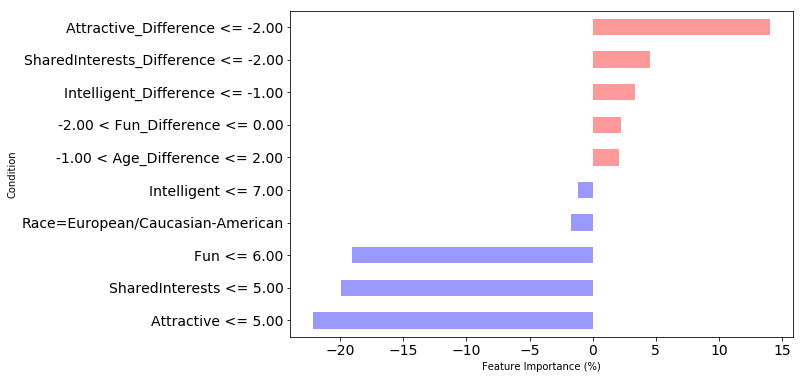 Attractive_Difference <= -2.00
SharedInterests_Difference <= -2.00
Intelligent_Difference <= -1.00
-2.00 < Fun_Difference <= 0.00
-1.00 < Age_Difference <= 2.00
Intelligent <= 7.00
Race=European/Caucasian-American
Fun <= 6.00
SharedInterests <= 5.00
Attractive <= 5.00
Condition
−20 −15 −10 −5 0 5 10 15
Feature Importance (%)